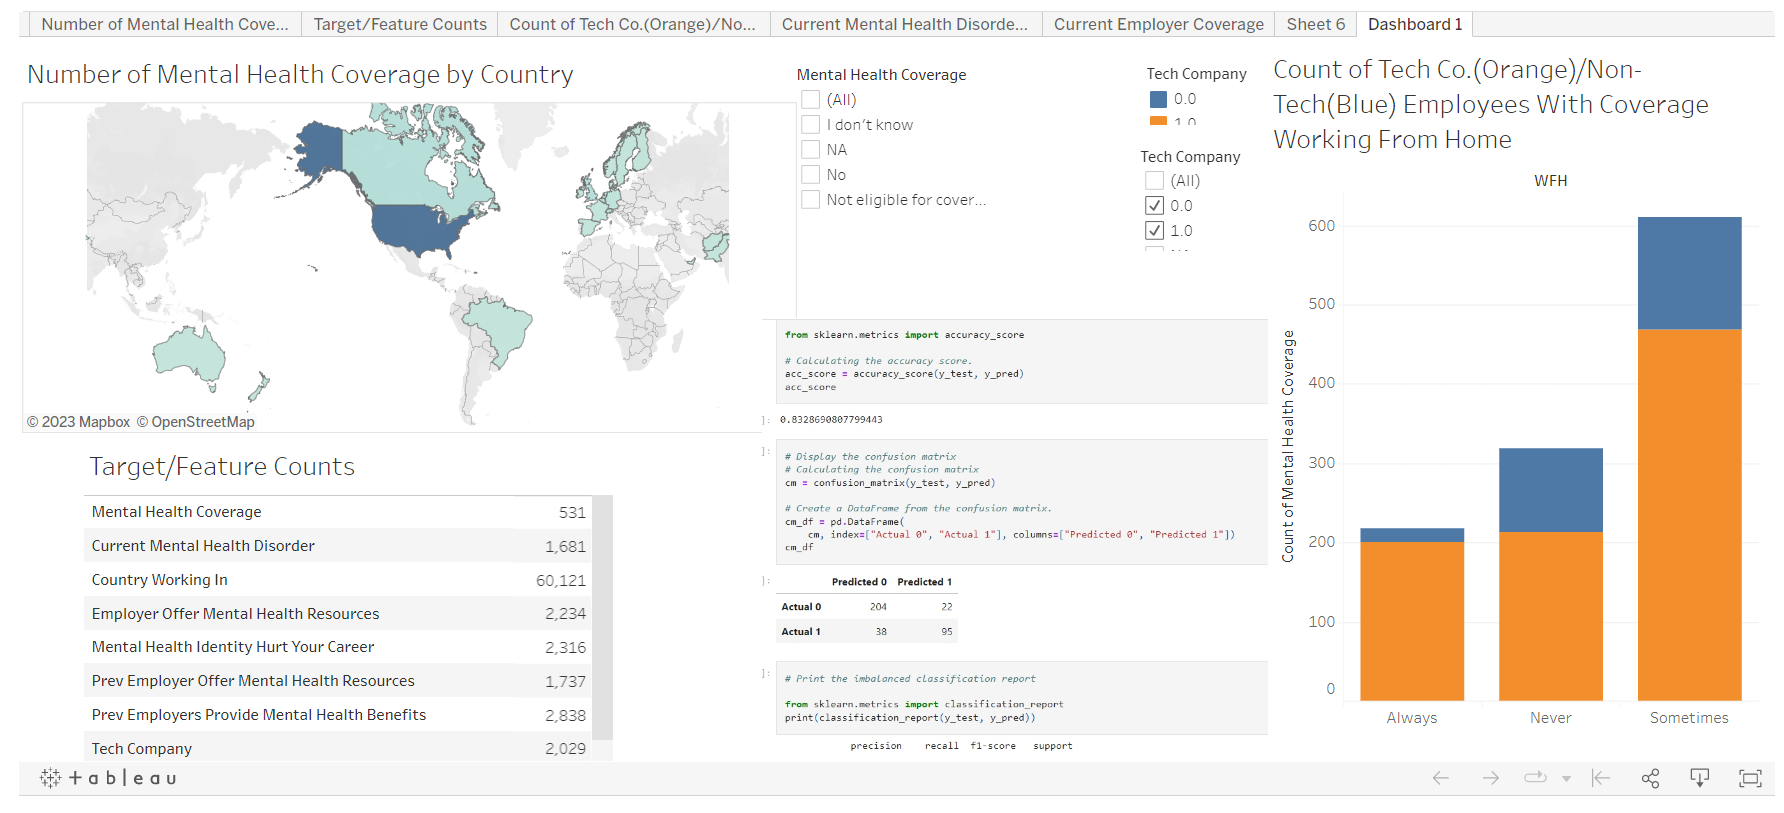 Number of Mental Health Cove...
Target/Feature Counts
Count of Tech Co.(Orange)/No...
Current Mental Health Disorde...
Current Employer Coverage
Sheet 6
Dashboard 1
Number of Mental Health Coverage by Country
© 2023 Mapbox © OpenStreetMap
Mental Health Coverage
(All)
I don't know
NA
No
Not eligible for cover...
Tech Company
0.0
1.0
Tech Company
(All)
0.0
1.0
Count of Tech Co.(Orange)/Non-
Tech(Blue) Employees With Coverage
Working From Home
WFH
Count of Mental Health Coverage
600
500
400
300
200
100
0
Always
Never
Sometimes
Target/Feature Counts
Mental Health Coverage 531
Current Mental Health Disorder 1,681
Country Working In 60,121
Employer Offer Mental Health Resources 2,234
Mental Health Identity Hurt Your Career 2,316
Prev Employer Offer Mental Health Resources 1,737
Prev Employers Provide Mental Health Benefits 2,838
Tech Company 2,029
from sklearn.metrics import accuracy_score
# Calculating the accuracy score.
acc_score = accuracy_score(y_test, y_pred)
acc_score
]: 0.8328690807799443
]:
# Display the confusion matrix
# Calculating the confusion matrix
cm = confusion_matrix(y_test, y_pred)
# Create a DataFrame from the confusion matrix.
cm_df = pd.DataFrame(
cm, index=["Actual 0", "Actual 1"], columns=["Predicted 0", "Predicted 1"])
cm_df
]:
Predicted 0 Predicted 1
Actual 0 204 22
Actual 1 38 95
]:
# Print the imbalanced classification report
from sklearn.metrics import classification_report
print(classification_report(y_test, y_pred))
precision recall f1-score support
+ableau